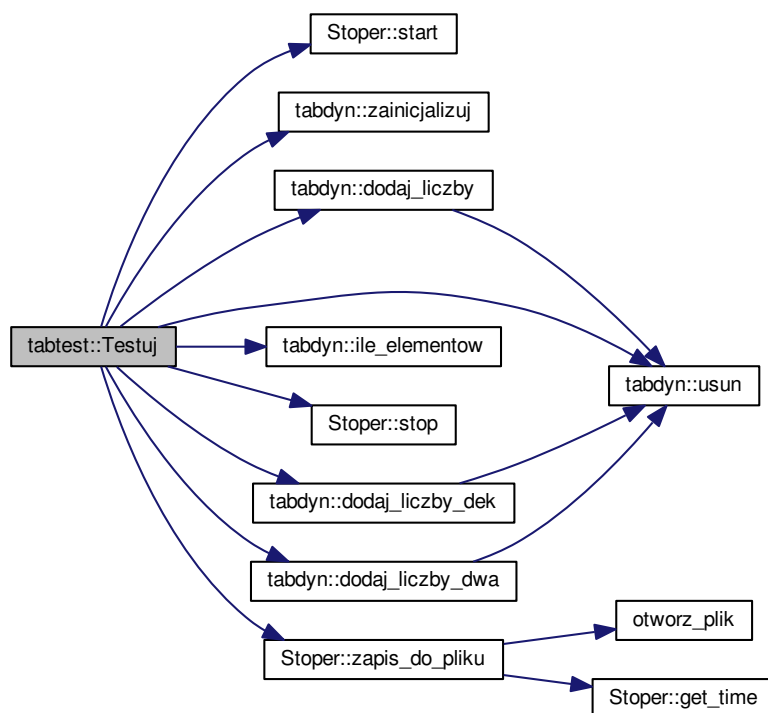 Stoper::start
tabdyn::zainicjalizuj
tabdyn::dodaj_liczby
tabtest::Testuj
tabdyn::ile_elementow
tabdyn::usun
Stoper::stop
tabdyn::dodaj_liczby_dek
tabdyn::dodaj_liczby_dwa
otworz_plik
Stoper::zapis_do_pliku
Stoper::get_time